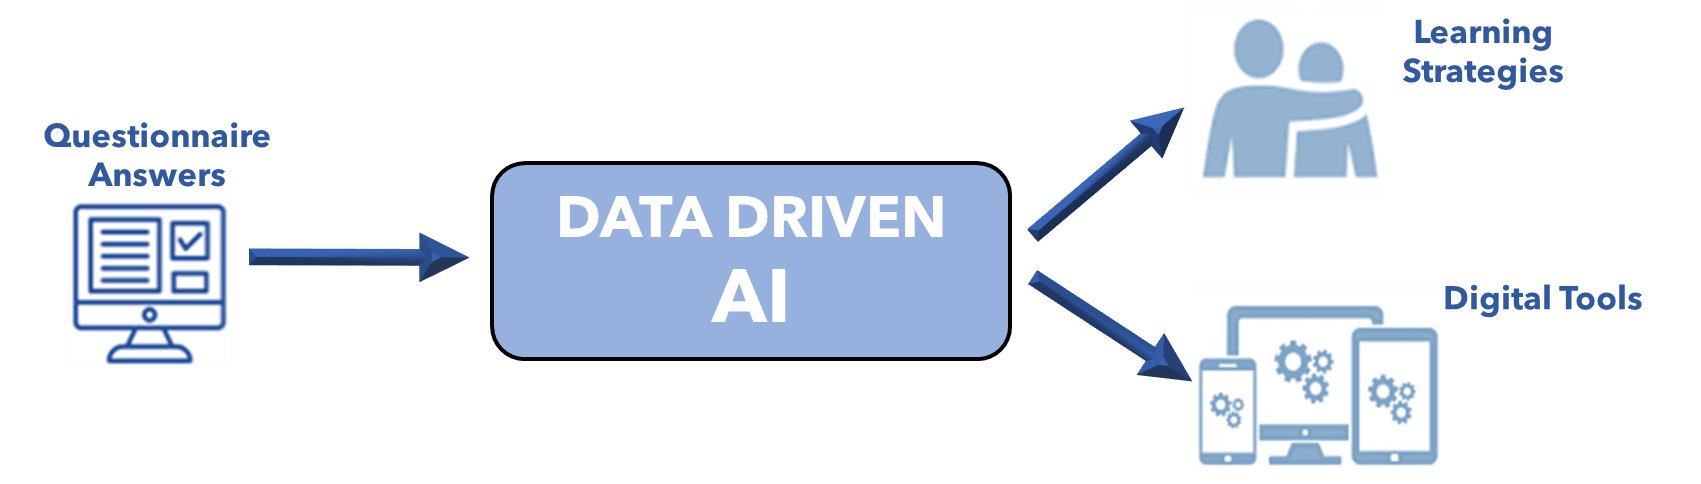 Questionnaire
Answers
DATA DRIVEN
AI
Learning
Strategies
Digital Tools